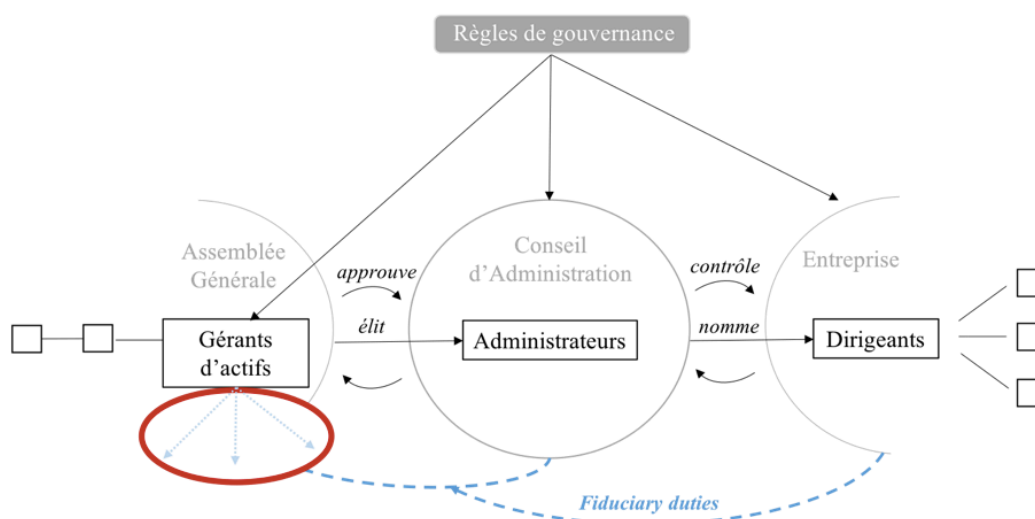 Règles de gouvernance
Assemblée
Générale
approuve
Conseil
d'Administration
contrôle
Entreprise
élit
nomme
Gérants
d'actifs
Administrateurs
Dirigeants
Fiduciary duties